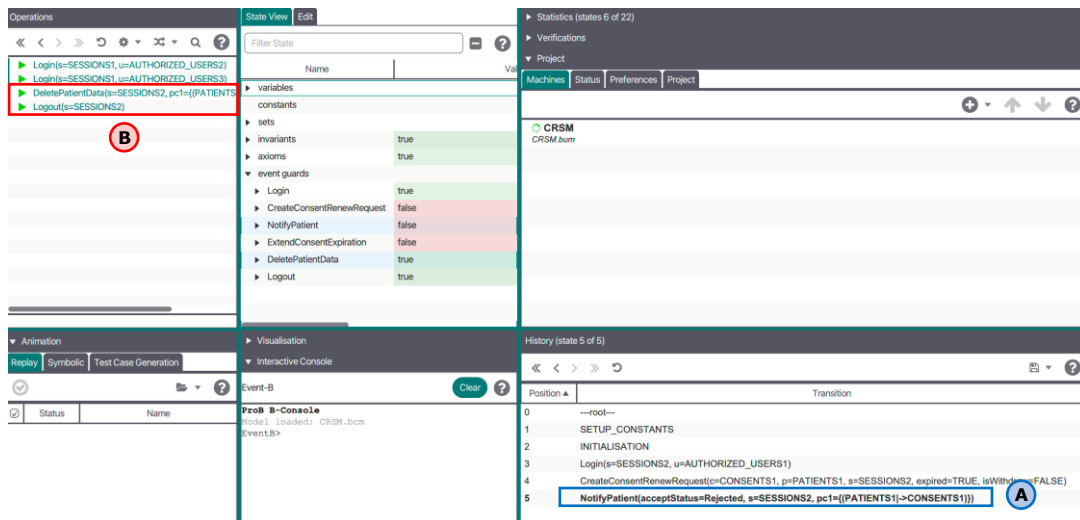 Operations
Login(s=SESSIONS1, u=AUTHORIZED_USERS2)
Login(s=SESSIONS1, u=AUTHORIZED_USERS3)
DeletePatientData(s=SESSIONS2, pc1={(PATIENTS
Logout(s=SESSIONS2)
B
State View Edit
Filter State
Name Val
variables
constants
sets
invariants true
axioms true
event guards
Login true
CreateConsentRenewRequest false
NotifyPatient false
ExtendConsentExpiration false
DeletePatientData true
Logout true
Statistics (states 6 of 22)
Verifications
Project
Machines Status Preferences Project
CRSM
CRSM.bum
Animation
Replay Symbolic Test Case Generation
Status Name
Visualisation
Interactive Console
Event-B Clear
ProB B-Console
Model loaded: CRSM.bcm
EventB>
History (state 5 of 5)
Position Transition
0 ---root---
1 SETUP_CONSTANTS
2 INITIALISATION
3 Login(s=SESSIONS2, u=AUTHORIZED_USERS1)
4 CreateConsentRenewRequest(c=CONSENTS1, p=PATIENTS1, s=SESSIONS2, expired=TRUE, =FALSE)
5 NotifyPatient(acceptStatus=Rejected, s=SESSIONS2, pc1={(PATIENTS1|->CONSENTS1)})
A